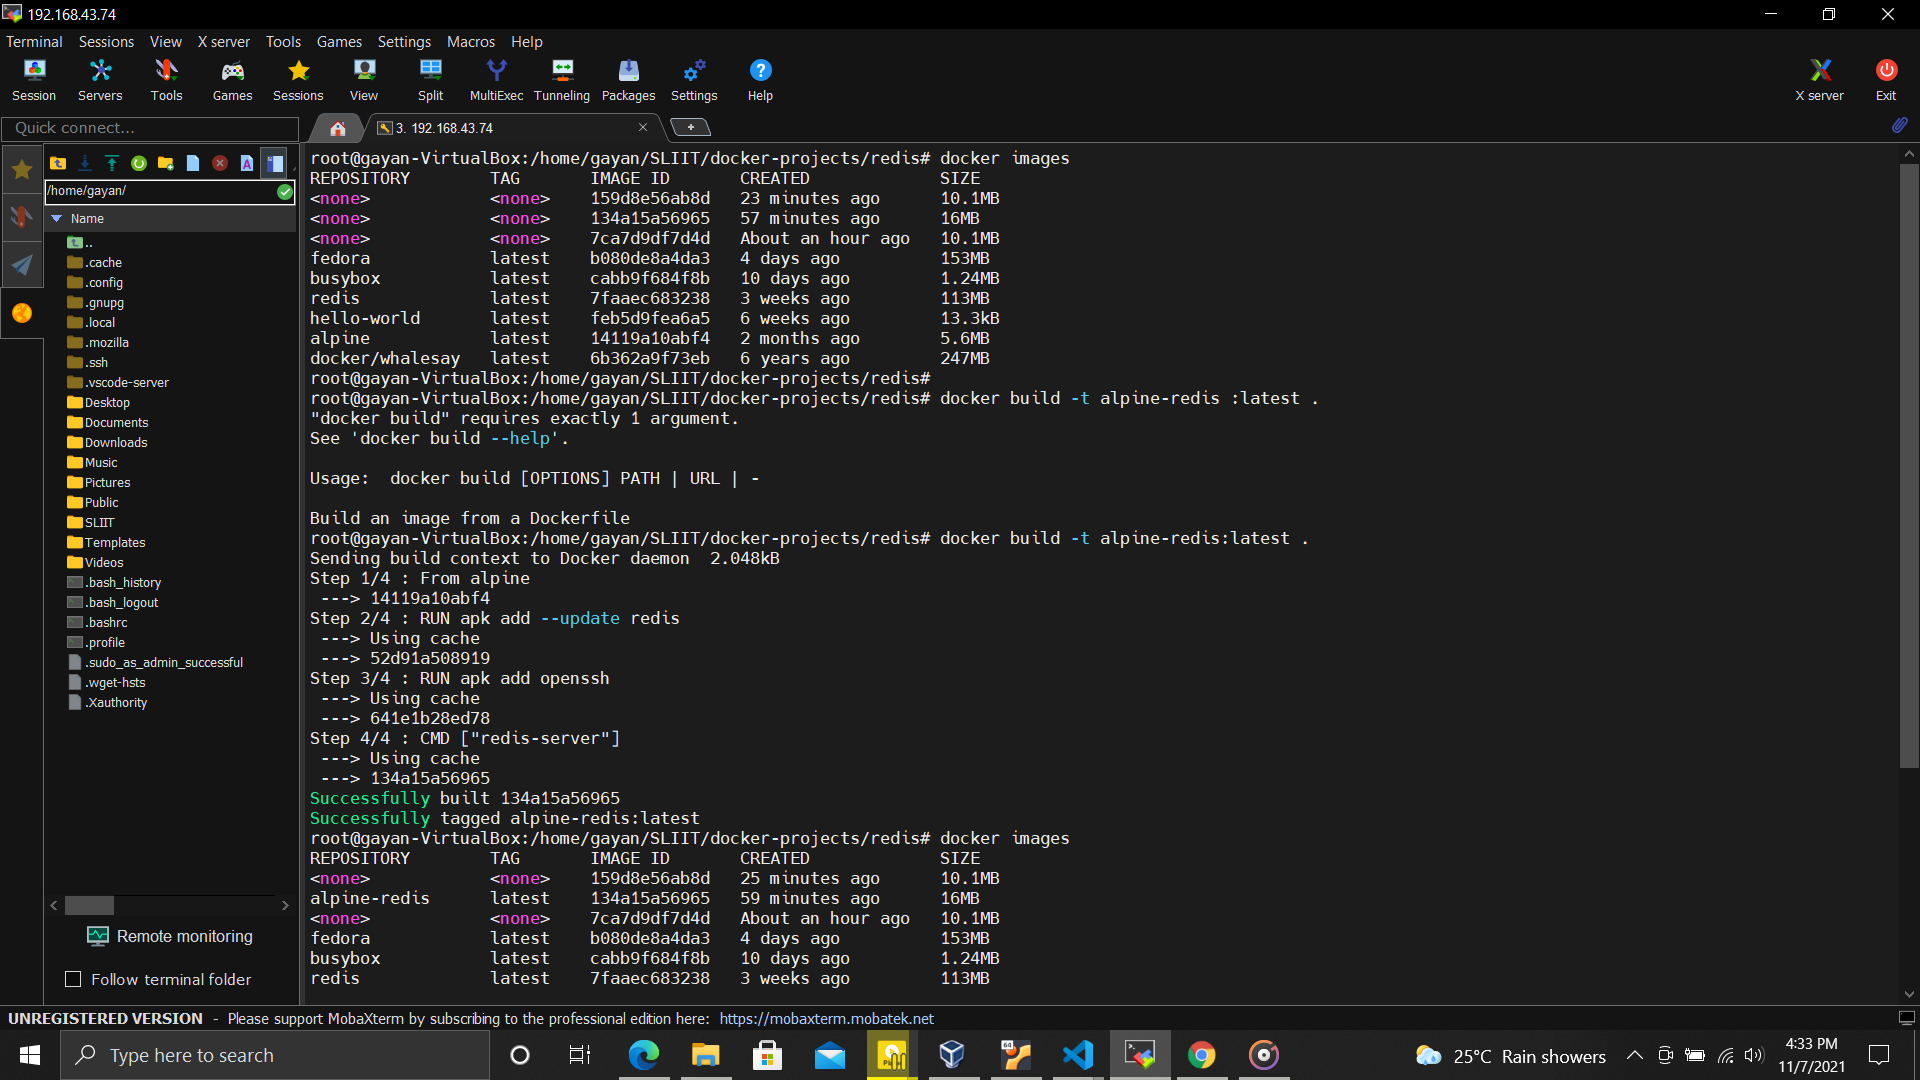 192.168.43.74
Terminal Sessions View X server Tools Games Settings Macros Help
Session Servers Tools Games Sessions View Split MultiExec Tunneling Packages Settings Help X server Exit
Quick connect...
3. 192.168.43.74
/home/gayan/
Name
..
.cache
.config
.gnupg
.local
.mozilla
.ssh
.vscode-server
Desktop
Documents
Downloads
Music
Pictures
Public
SLIIT
Templates
Videos
.bash_history
.bash_logout
.bashrc
.profile
.sudo_as_admin_successful
.wget-hsts
.Xauthority
Remote monitoring
Follow terminal folder
root@gayan-VirtualBox:/home/gayan/SLIIT/docker-projects/redis# docker images
REPOSITORY TAG IMAGE ID CREATED SIZE
<none> <none> 159d8e56ab8d 23 minutes ago 10.1MB
<none> <none> 134a15a56965 57 minutes ago 16MB
<none> <none> 7ca7d9df7d4d About an hour ago 10.1MB
fedora latest b080de8a4da3 4 days ago 153MB
busybox latest cabb9f684f8b 10 days ago 1.24MB
redis latest 7faaec683238 3 weeks ago 113MB
hello-world latest feb5d9fea6a5 6 weeks ago 13.3kB
alpine latest 14119a10abf4 2 months ago 5.6MB
docker/whalesay latest 6b362a9f73eb 6 years ago 247MB
root@gayan-VirtualBox:/home/gayan/SLIIT/docker-projects/redis#
root@gayan-VirtualBox:/home/gayan/SLIIT/docker-projects/redis# docker build -t alpine-redis :latest .
"docker build" requires exactly 1 argument.
See 'docker build --help'.
Usage:  docker build [OPTIONS] PATH | URL | -
Build an image from a Dockerfile
root@gayan-VirtualBox:/home/gayan/SLIIT/docker-projects/redis# docker build -t alpine-redis:latest .
Sending build context to Docker daemon  2.048kB
Step 1/4 : From alpine
 ---> 14119a10abf4
Step 2/4 : RUN apk add --update redis
 ---> Using cache
 ---> 52d91a508919
Step 3/4 : RUN apk add openssh
 ---> Using cache
 ---> 641e1b28ed78
Step 4/4 : CMD ["redis-server"]
 ---> Using cache
 ---> 134a15a56965
Successfully built 134a15a56965
Successfully tagged alpine-redis:latest
root@gayan-VirtualBox:/home/gayan/SLIIT/docker-projects/redis# docker images
REPOSITORY TAG IMAGE ID CREATED SIZE
<none> <none> 159d8e56ab8d 25 minutes ago 10.1MB
alpine-redis latest 134a15a56965 59 minutes ago 16MB
<none> <none> 7ca7d9df7d4d About an hour ago 10.1MB
fedora latest b080de8a4da3 4 days ago 153MB
busybox latest cabb9f684f8b 10 days ago 1.24MB
redis latest 7faaec683238 3 weeks ago 113MB
UNREGISTERED VERSION - Please support MobaXterm by subscribing to the professional edition here: https://mobaxterm.mobatek.net
Type here to search
64
25°C Rain showers
4:33 PM
11/7/2021